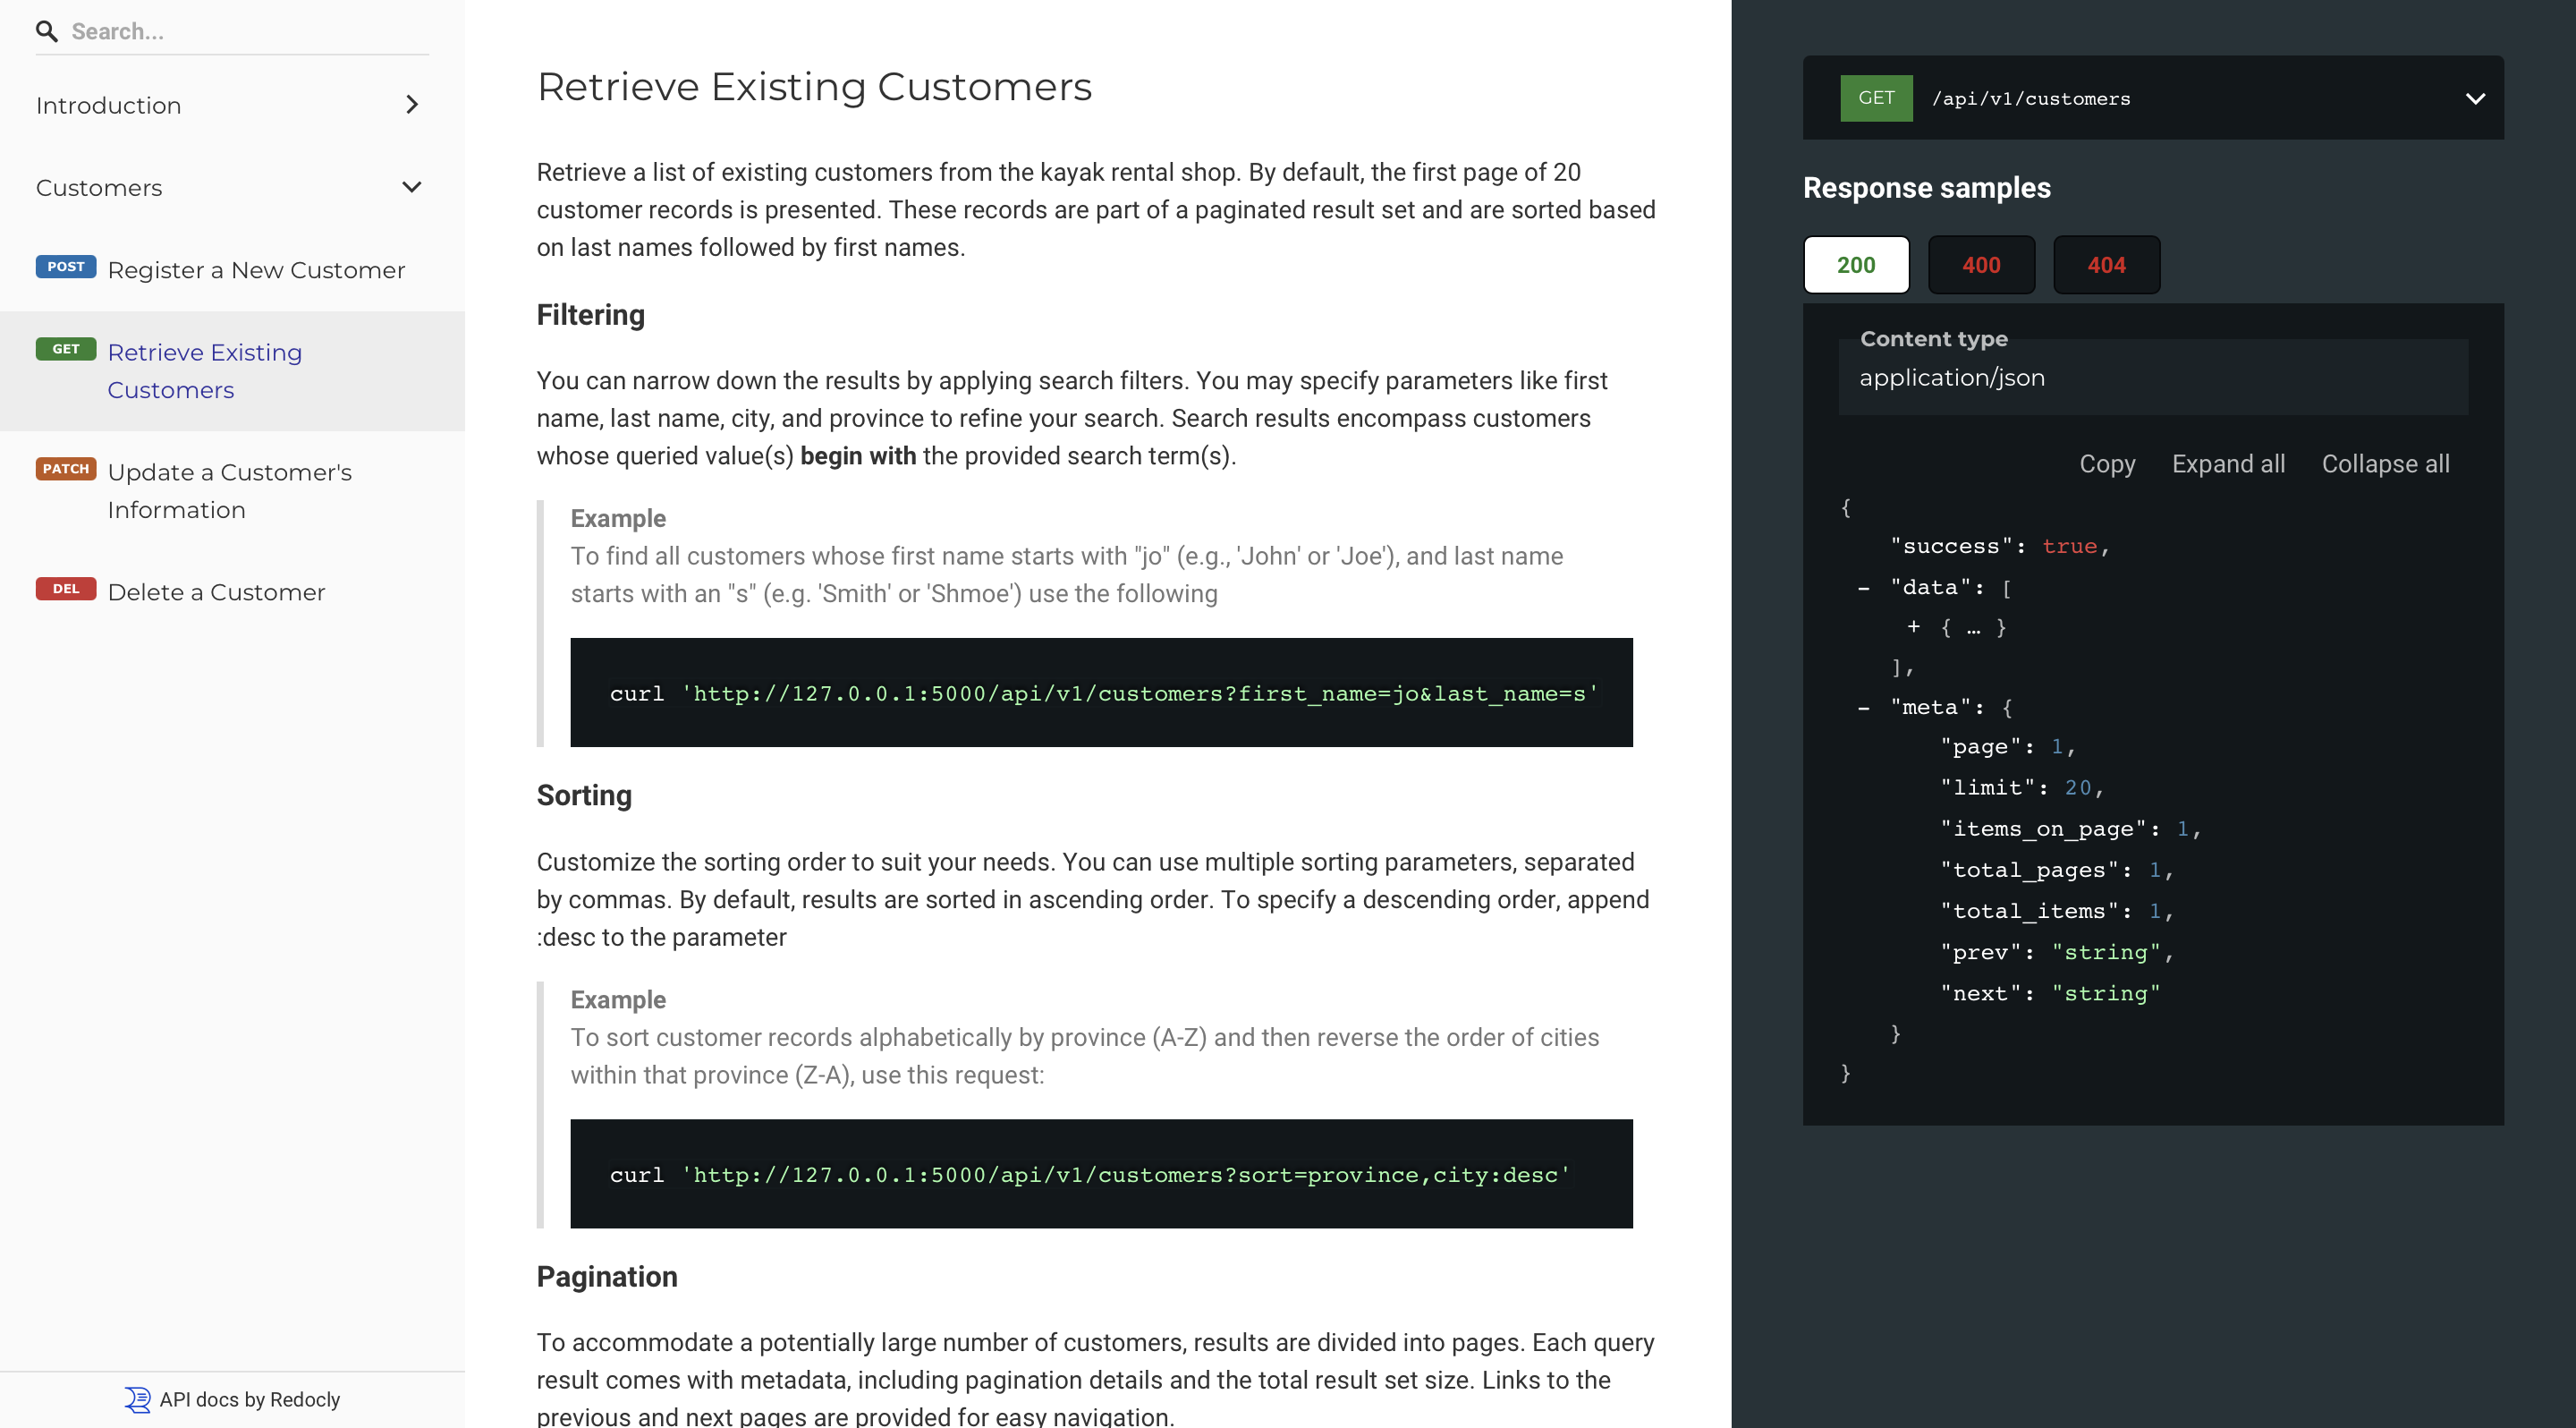 Search...
Introduction
Customers
POST Register a New Customer
GET Retrieve Existing
Customers
PATCH Update a Customer's
Information
DEL Delete a Customer
API docs by Redocly
Retrieve Existing Customers
Retrieve a list of existing customers from the kayak rental shop. By default, the first page of 20
customer records is presented. These records are part of a paginated result set and are sorted based
on last names followed by first names.
Filtering
You can narrow down the results by applying search filters. You may specify parameters like first
name, last name, city, and province to refine your search. Search results encompass customers
whose queried value(s) begin with the provided search term(s).
Example
To find all customers whose first name starts with "jo" (e.g., 'John' or 'Joe'), and last name
starts with an "s" (e.g. 'Smith' or 'Shmoe') use the following
curl 'http://127.0.0.1:5000/api/v1/customers?first_name=jo&last_name=s'
Sorting
Customize the sorting order to suit your needs. You can use multiple sorting parameters, separated
by commas. By default, results are sorted in ascending order. To specify a descending order, append
:desc to the parameter
Example
To sort customer records alphabetically by province (A-Z) and then reverse the order of cities
within that province (Z-A), use this request:
curl 'http://127.0.0.1:5000/api/v1/customers?sort=province,city:desc'
Pagination
To accommodate a potentially large number of customers, results are divided into pages. Each query
result comes with metadata, including pagination details and the total result set size. Links to the
previous and next pages are provided for easy navigation.
GET /api/v1/customers
Response samples
200 400 404
Content type
application/json
Copy Expand all Collapse all
{
"success": true,
- "data": [
+ { … }
],
- "meta": {
"page": 1,
"limit": 20,
"items_on_page": 1,
"total_pages": 1,
"total_items": 1,
"prev": "string",
"next": "string"
}
}